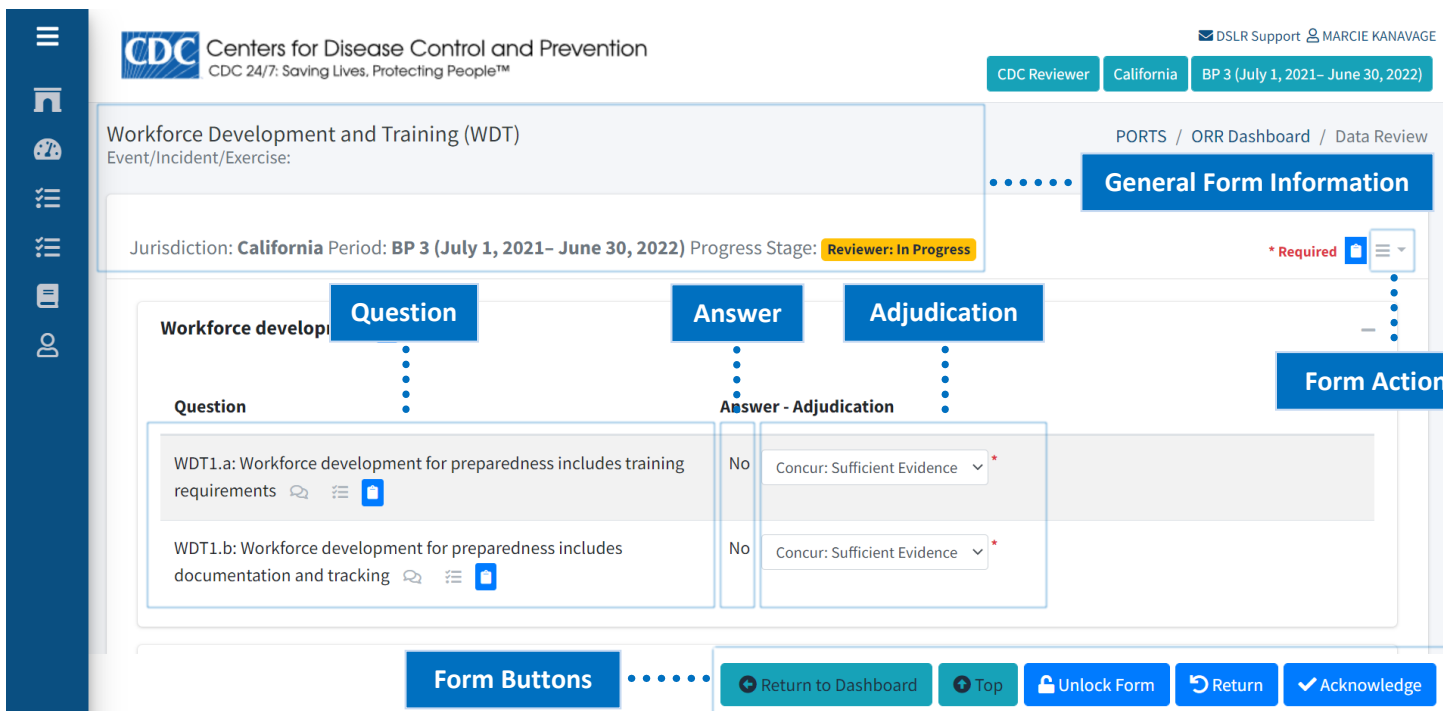 DSLR Support MARCIE KANAVAGE
CDC Centers for Disease Control and Prevention
CDC 24/7: Saving Lives, Protecting People™
CDC Reviewer California BP 3 (July 1, 2021– June 30, 2022)
Workforce Development and Training (WDT)
Event/Incident/Exercise:
PORTS / ORR Dashboard / Data Review
General Form Information
Jurisdiction: California Period: BP 3 (July 1, 2021– June 30, 2022) Progress Stage: Reviewer: In Progress
* Required
Question Answer Adjudication
Workforce develop
Form Action
Question Answer - Adjudication
WDT1.a: Workforce development for preparedness includes training
requirements
No Concur: Sufficient Evidence *
WDT1.b: Workforce development for preparedness includes
documentation and tracking
No Concur: Sufficient Evidence *
Form Buttons
Return to Dashboard Top Unlock Form Return Acknowledge